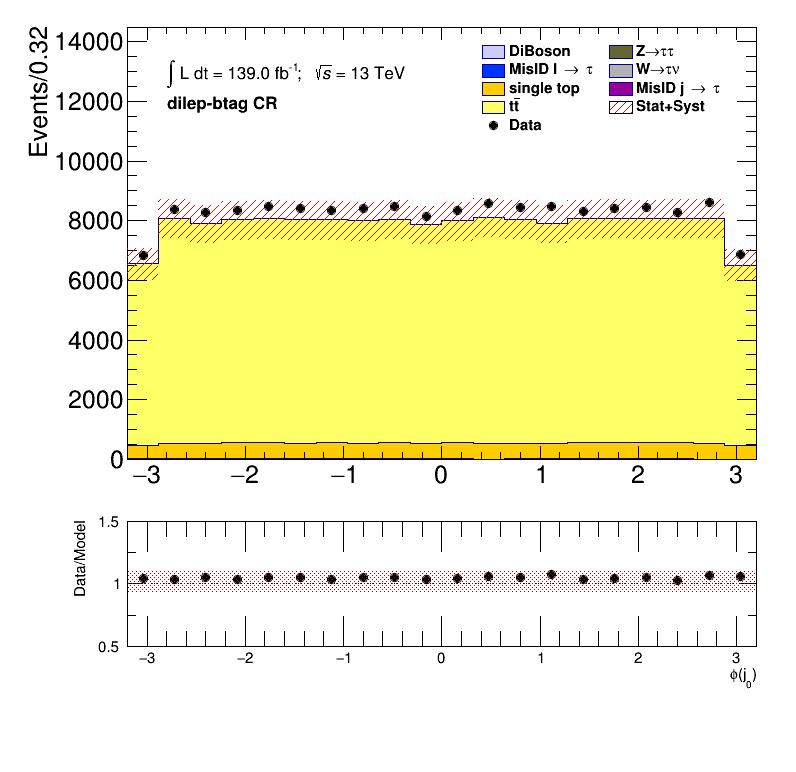 Events/0.32
14000
12000
10000
8000
6000
4000
2000
0
∫ L dt = 139.0 fb⁻¹; √s = 13 TeV
dilep-btag CR
DiBoson
MisID l → τ
single top
tt̄
Data
Z→ττ
W→τν
MisID j → τ
Stat+Syst
−3 −2 −1 0 1 2 3
Data/Model
1.5
1
0.5
−3 −2 −1 0 1 2 3
ϕ(j₀)